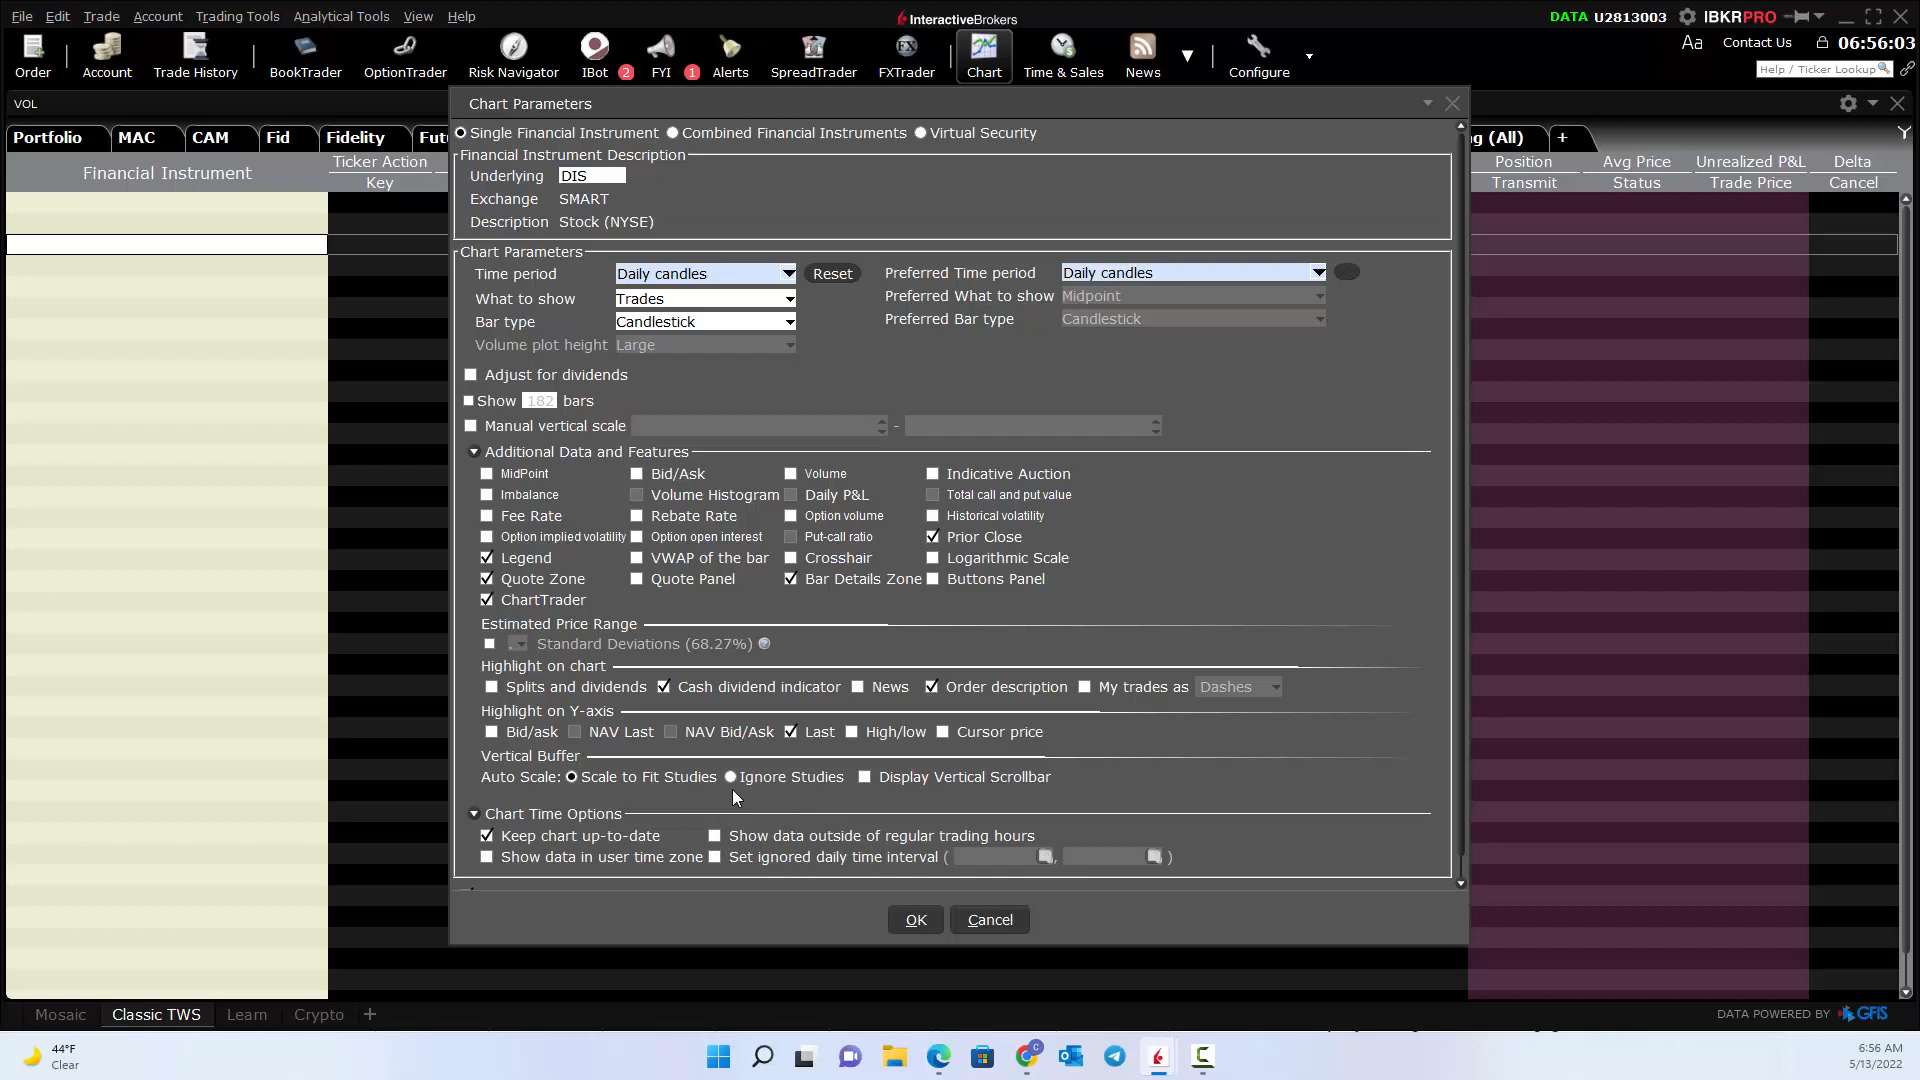 File Edit Trade Account Trading Tools Analytical Tools View Help InteractiveBrokers DATA U2813003 IBKRPRO
Order Account Trade History BookTrader OptionTrader Risk Navigator IBot 2 FYI 1 Alerts SpreadTrader FX FXTrader Chart Time & Sales News Configure Aa Contact Us 06:56:03
Help / Ticker Lookup
VOL
Portfolio MAC CAM Fid Fidelity Fut g (All) +
Financial Instrument Ticker Action Position Avg Price Unrealized P&L Delta
Key Transmit Status Trade Price Cancel
Chart Parameters
Single Financial Instrument Combined Financial Instruments Virtual Security
Financial Instrument Description
Underlying DIS
Exchange SMART
Description Stock (NYSE)
Chart Parameters
Time period Daily candles Reset Preferred Time period Daily candles
What to show Trades Preferred What to show Midpoint
Bar type Candlestick Preferred Bar type Candlestick
Volume plot height Large
Adjust for dividends
Show 182 bars
Manual vertical scale -
Additional Data and Features
MidPoint Bid/Ask Volume Indicative Auction
Imbalance Volume Histogram Daily P&L Total call and put value
Fee Rate Rebate Rate Option volume Historical volatility
Option implied volatility Option open interest Put-call ratio Prior Close
Legend VWAP of the bar Crosshair Logarithmic Scale
Quote Zone Quote Panel Bar Details Zone Buttons Panel
ChartTrader
Estimated Price Range
Standard Deviations (68.27%)
Highlight on chart
Splits and dividends Cash dividend indicator News Order description My trades as Dashes
Highlight on Y-axis
Bid/ask NAV Last NAV Bid/Ask Last High/low Cursor price
Vertical Buffer
Auto Scale: Scale to Fit Studies Ignore Studies Display Vertical Scrollbar
Chart Time Options
Keep chart up-to-date Show data outside of regular trading hours
Show data in user time zone Set ignored daily time interval ( , )
OK Cancel
Mosaic Classic TWS Learn Crypto + DATA POWERED BY GFIS
44°F
Clear
6:56 AM
5/13/2022